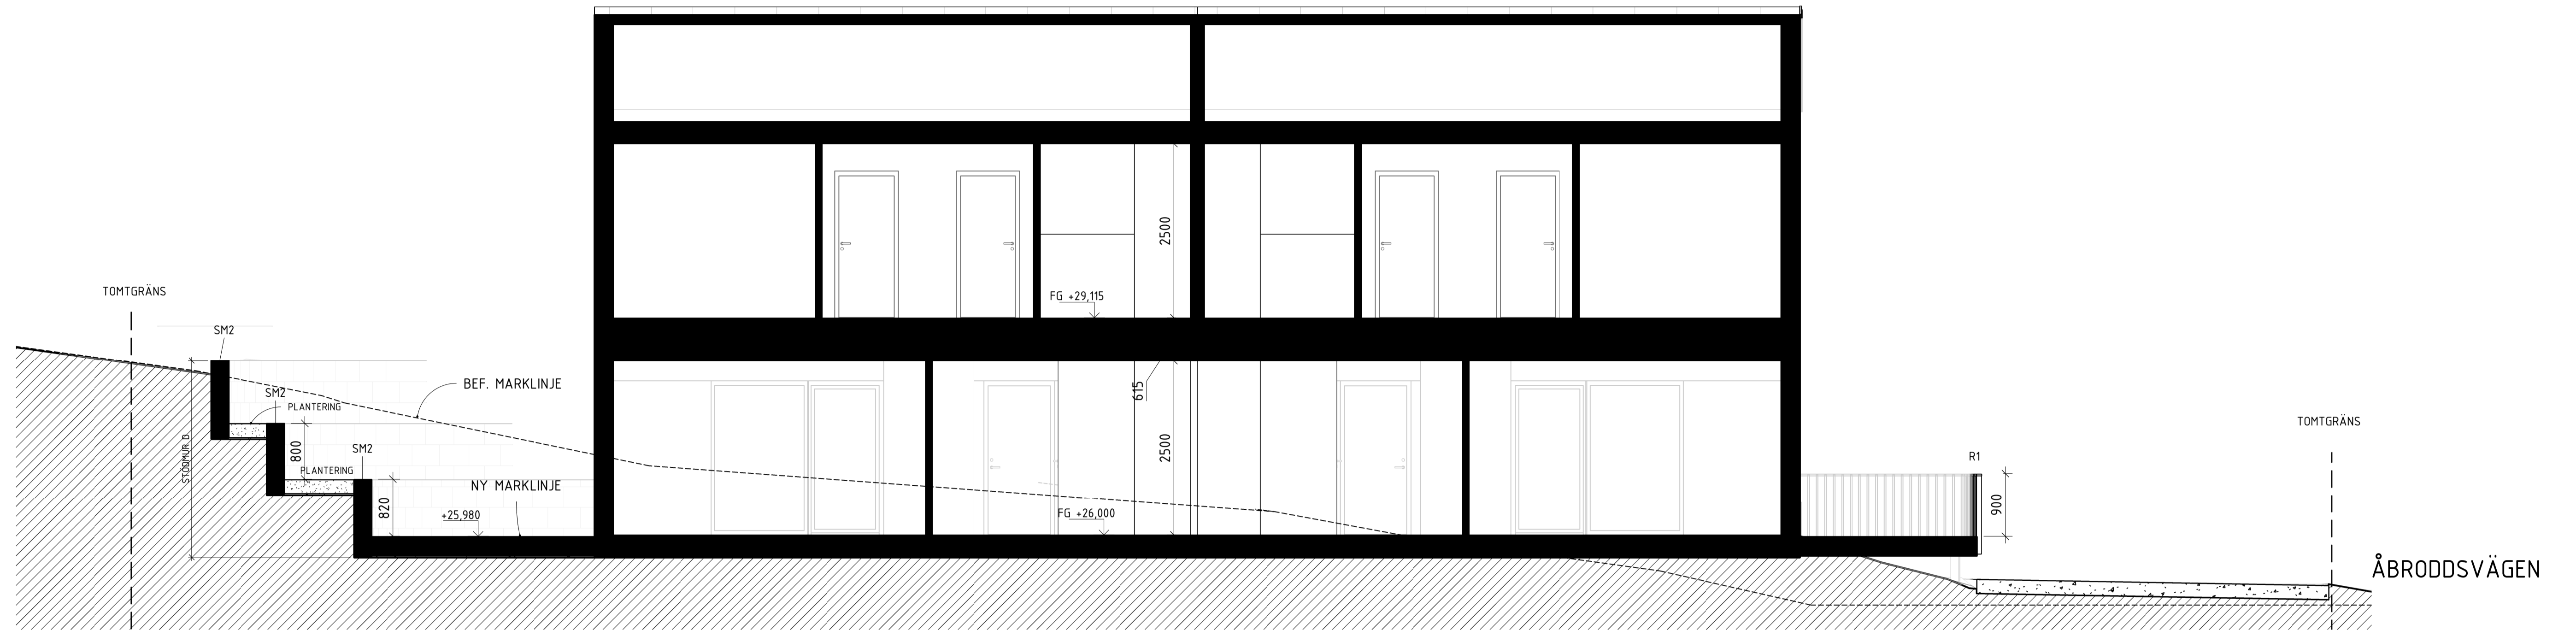 TOMTGRÄNS
SM2
BEF. MARKLINJE
SM2
PLANTERING
800
STÖDMUR D
SM2
PLANTERING
820
NY MARKLINJE
+25,980
2500
FG +29,115
615
2500
FG +26,000
TOMTGRÄNS
R1
900
ÅBRODDSVÄGEN